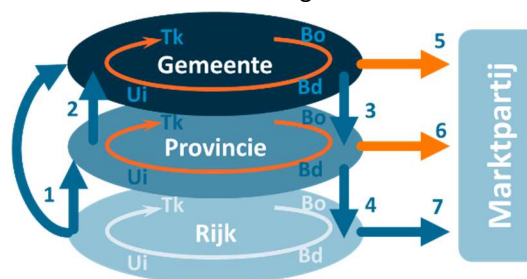 Tk Bo 5
Gemeente
Ui Bd
2 3
Tk Bo 6
Provincie
Ui Bd
1 4 7
Tk Bo
Rijk
Ui Bd
Marktpartij